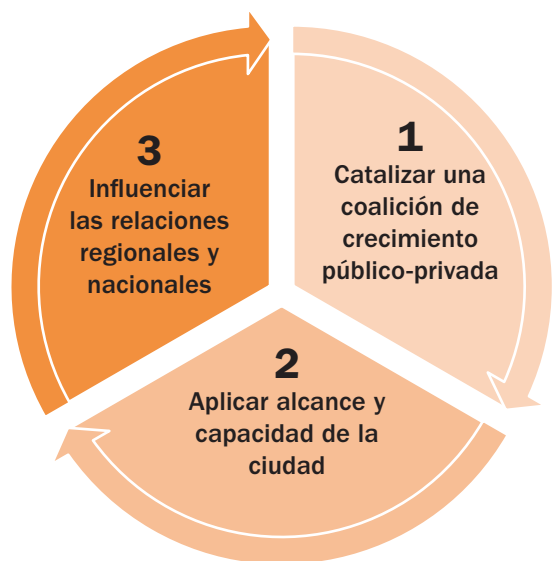 1
Catalizar una
coalición de
crecimiento
público-privada
2
Aplicar alcance y
capacidad de la
ciudad
3
Influenciar
las relaciones
regionales y
nacionales